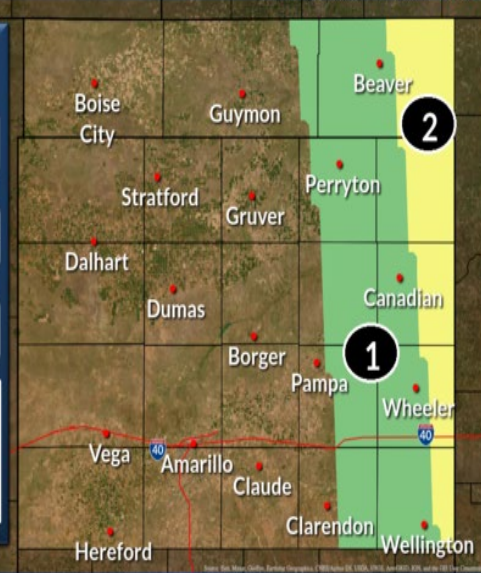 Boise
City
Guymon
Beaver
2
Stratford
Gruver
Perryton
Dalhart
Dumas
Canadian
Borger
1
Pampa
Wheeler
Vega
40
Amarillo
40
Claude
Clarendon
Hereford
Wellington